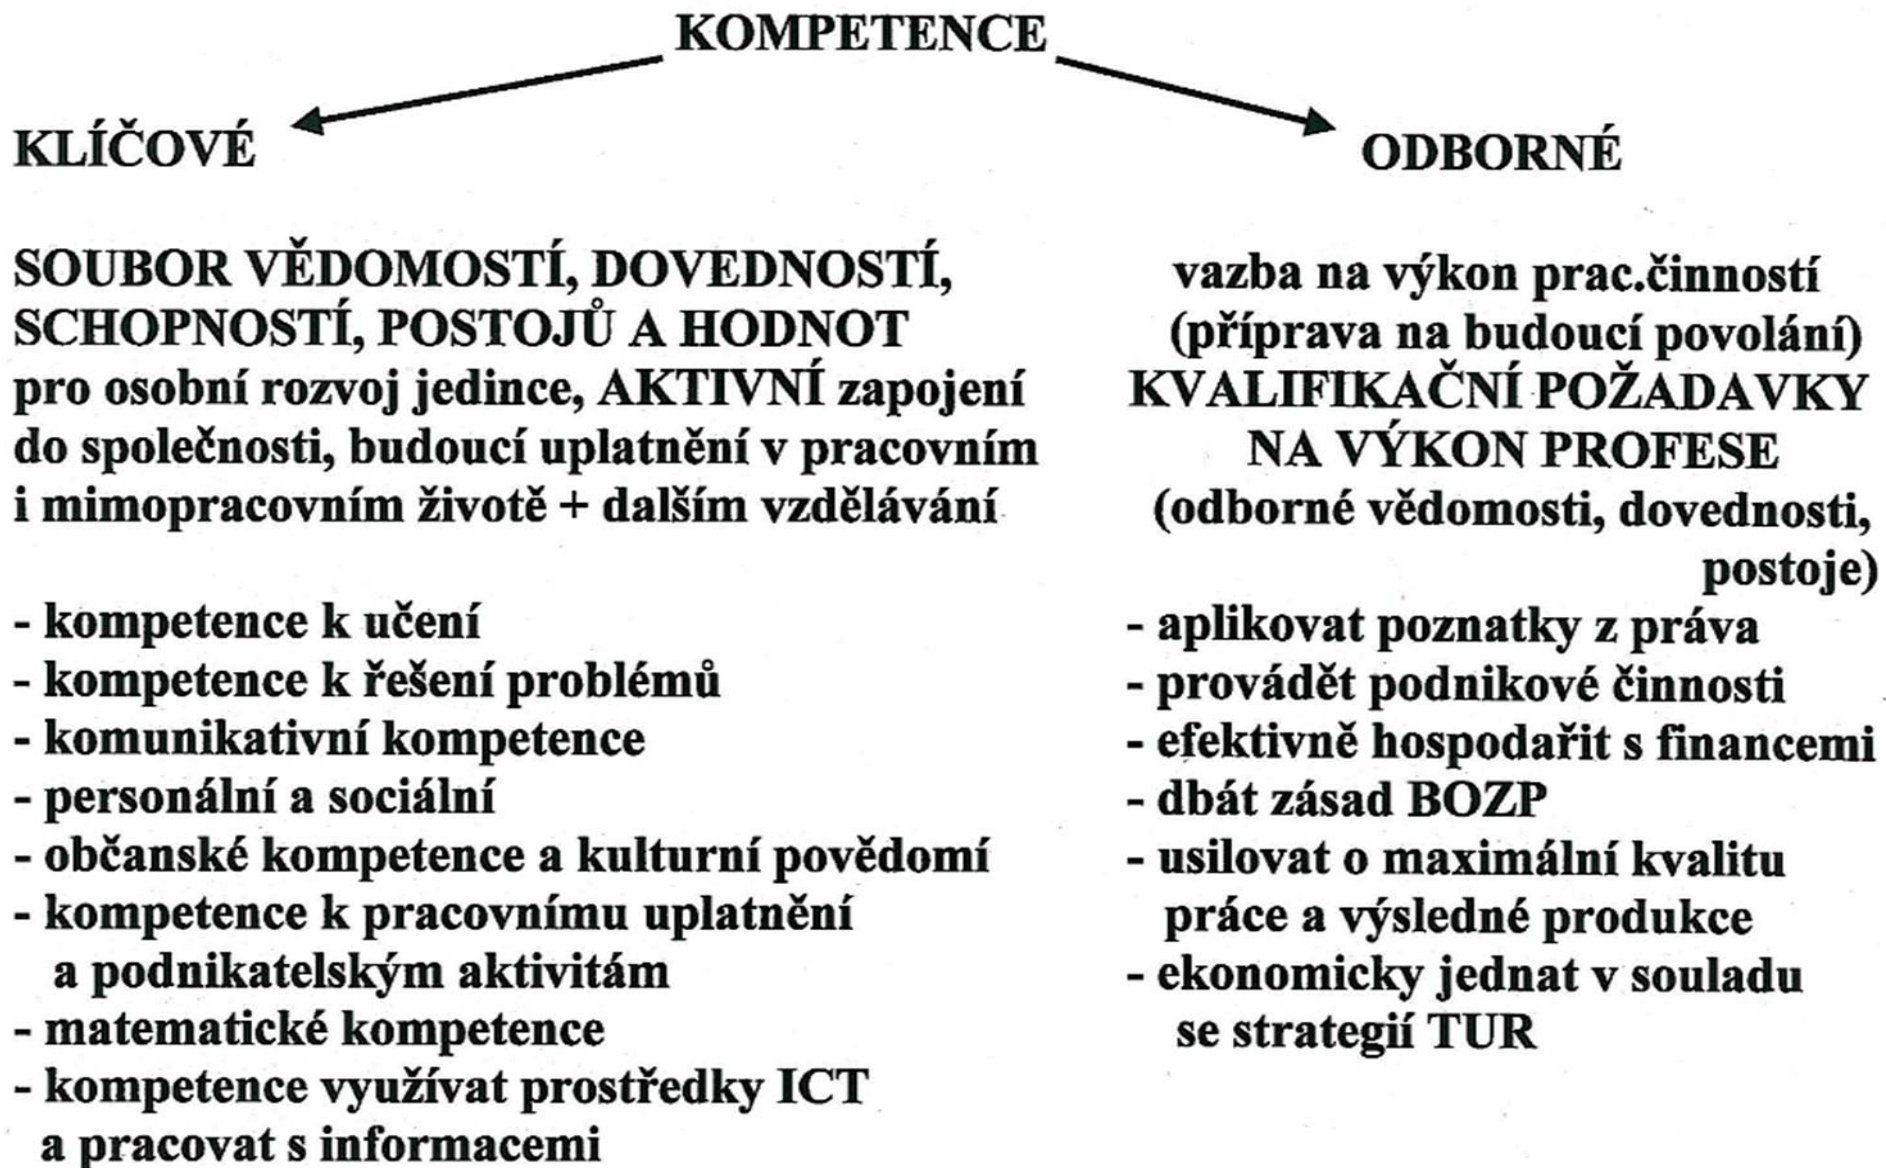 KOMPETENCE
KLÍČOVÉ
SOUBOR VĚDOMOSTÍ, DOVEDNOSTÍ,
SCHOPNOSTÍ, POSTOJŮ A HODNOT
pro osobní rozvoj jedince, AKTIVNÍ zapojení
do společnosti, budoucí uplatnění v pracovním
i mimopracovním životě + dalším vzdělávání
- kompetence k učení
- kompetence k řešení problémů
- komunikativní kompetence
- personální a sociální
- občanské kompetence a kulturní povědomí
- kompetence k pracovnímu uplatnění
a podnikatelským aktivitám
- matematické kompetence
- kompetence využívat prostředky ICT
a pracovat s informacemi
ODBORNÉ
vazba na výkon prac.činností
(příprava na budoucí povolání)
KVALIFIKAČNÍ POŽADAVKY
NA VÝKON PROFESE
(odborné vědomosti, dovednosti,
postoje)
- aplikovat poznatky z práva
- provádět podnikové činnosti
- efektivně hospodařit s financemi
- dbát zásad BOZP
- usilovat o maximální kvalitu
práce a výsledné produkce
- ekonomicky jednat v souladu
se strategií TUR